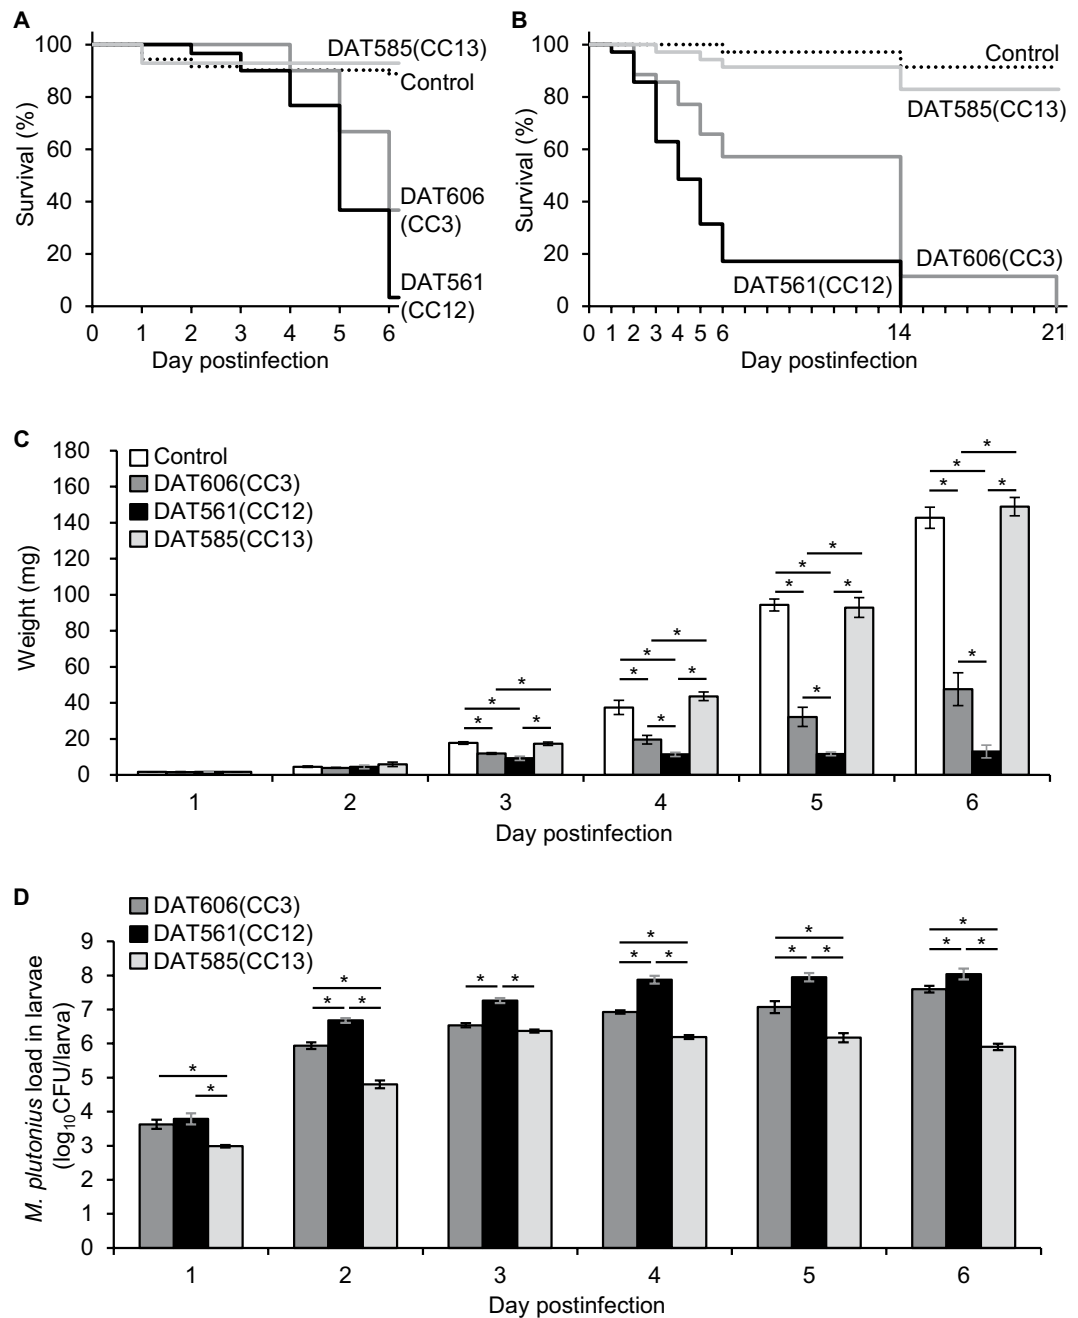 A
100
80
60
40
20
0
Survival (%)
DAT585(CC13)
Control
DAT606
(CC3)
DAT561
(CC12)
0 1 2 3 4 5 6
Day postinfection
B
100
80
60
40
20
0
Survival (%)
Control
DAT585(CC13)
DAT606(CC3)
DAT561(CC12)
0 1 2 3 4 5 6 14 21
Day postinfection
C
180
160
140
120
100
80
60
40
20
0
Weight (mg)
Control
DAT606(CC3)
DAT561(CC12)
DAT585(CC13)
* * * *
* * * * *
* * * * *
* * * * *
1 2 3 4 5 6
Day postinfection
D
DAT606(CC3)
DAT561(CC12)
DAT585(CC13)
9
8
7
6
5
4
3
2
1
0
M. plutonius load in larvae
(log10CFU/larva)
* *
* * *
* *
* * *
* * *
* * *
1 2 3 4 5 6
Day postinfection